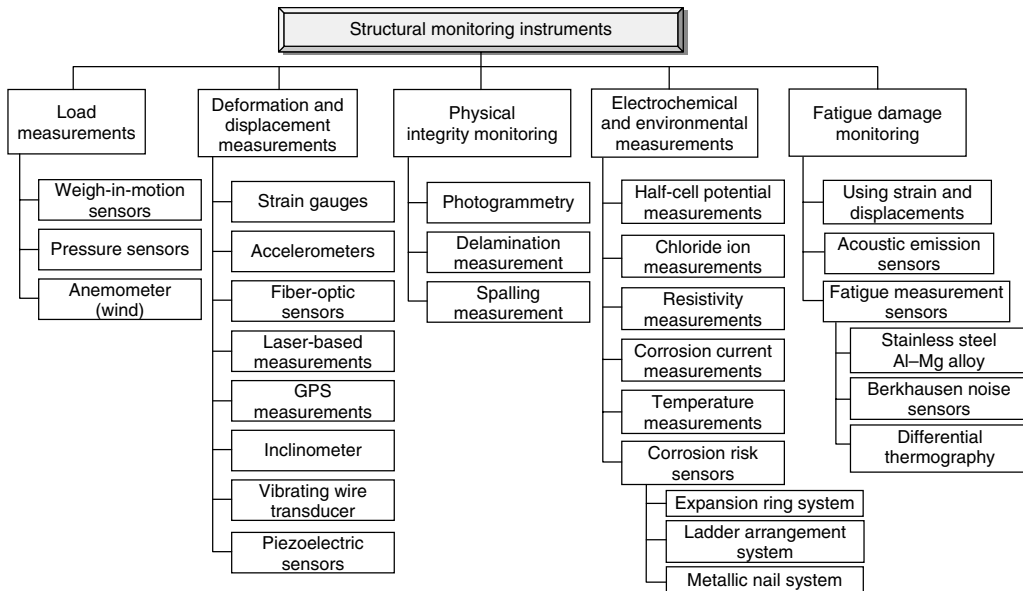 Structural monitoring instruments
Load
measurements
Weigh-in-motion
sensors
Pressure sensors
Anemometer
(wind)
Deformation and
displacement
measurements
Strain gauges
Accelerometers
Fiber-optic
sensors
Laser-based
measurements
GPS
measurements
Inclinometer
Vibrating wire
transducer
Piezoelectric
sensors
Physical
integrity monitoring
Photogrammetry
Delamination
measurement
Spalling
measurement
Electrochemical
and environmental
measurements
Half-cell potential
measurements
Chloride ion
measurements
Resistivity
measurements
Corrosion current
measurements
Temperature
measurements
Corrosion risk
sensors
Expansion ring system
Ladder arrangement
system
Metallic nail system
Fatigue damage
monitoring
Using strain and
displacements
Acoustic emission
sensors
Fatigue measurement
sensors
Stainless steel
Al–Mg alloy
Berkhausen noise
sensors
Differential
thermography